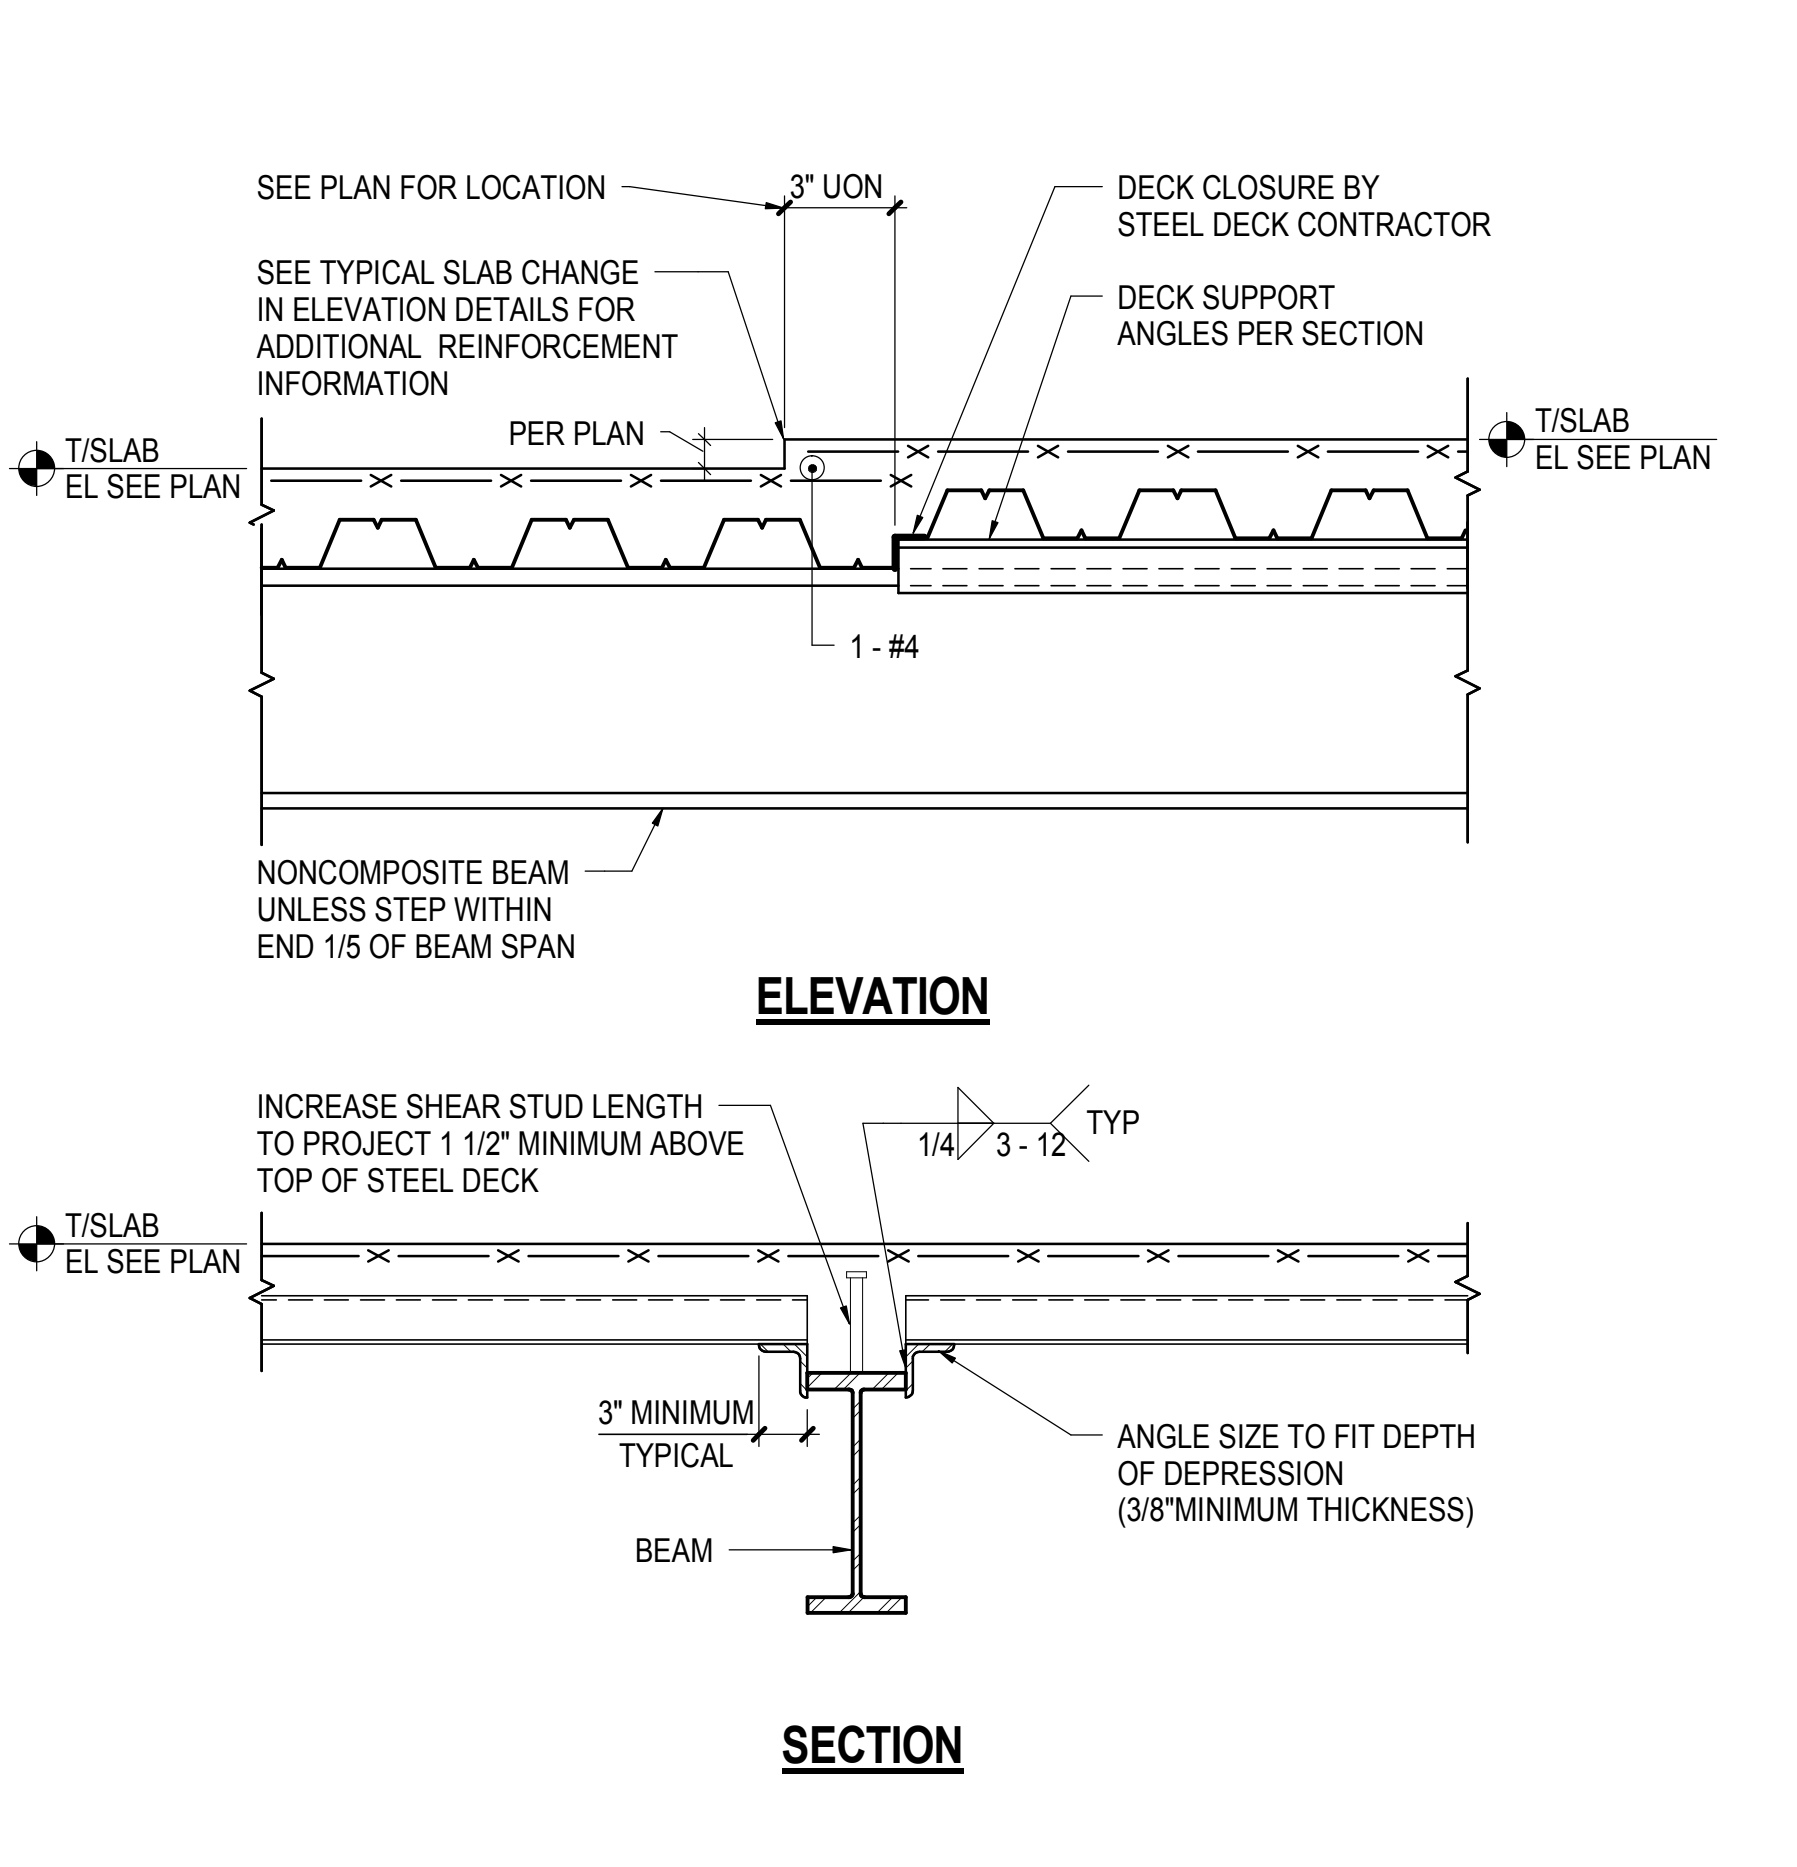 SEE PLAN FOR LOCATION
3" UON
DECK CLOSURE BY
STEEL DECK CONTRACTOR
SEE TYPICAL SLAB CHANGE
IN ELEVATION DETAILS FOR
ADDITIONAL REINFORCEMENT
INFORMATION
DECK SUPPORT
ANGLES PER SECTION
PER PLAN
T/SLAB
EL SEE PLAN
T/SLAB
EL SEE PLAN
1 - #4
NONCOMPOSITE BEAM
UNLESS STEP WITHIN
END 1/5 OF BEAM SPAN
ELEVATION
INCREASE SHEAR STUD LENGTH
TO PROJECT 1 1/2" MINIMUM ABOVE
TOP OF STEEL DECK
1/4
3 - 12
TYP
T/SLAB
EL SEE PLAN
3" MINIMUM
TYPICAL
ANGLE SIZE TO FIT DEPTH
OF DEPRESSION
(3/8"MINIMUM THICKNESS)
BEAM
SECTION